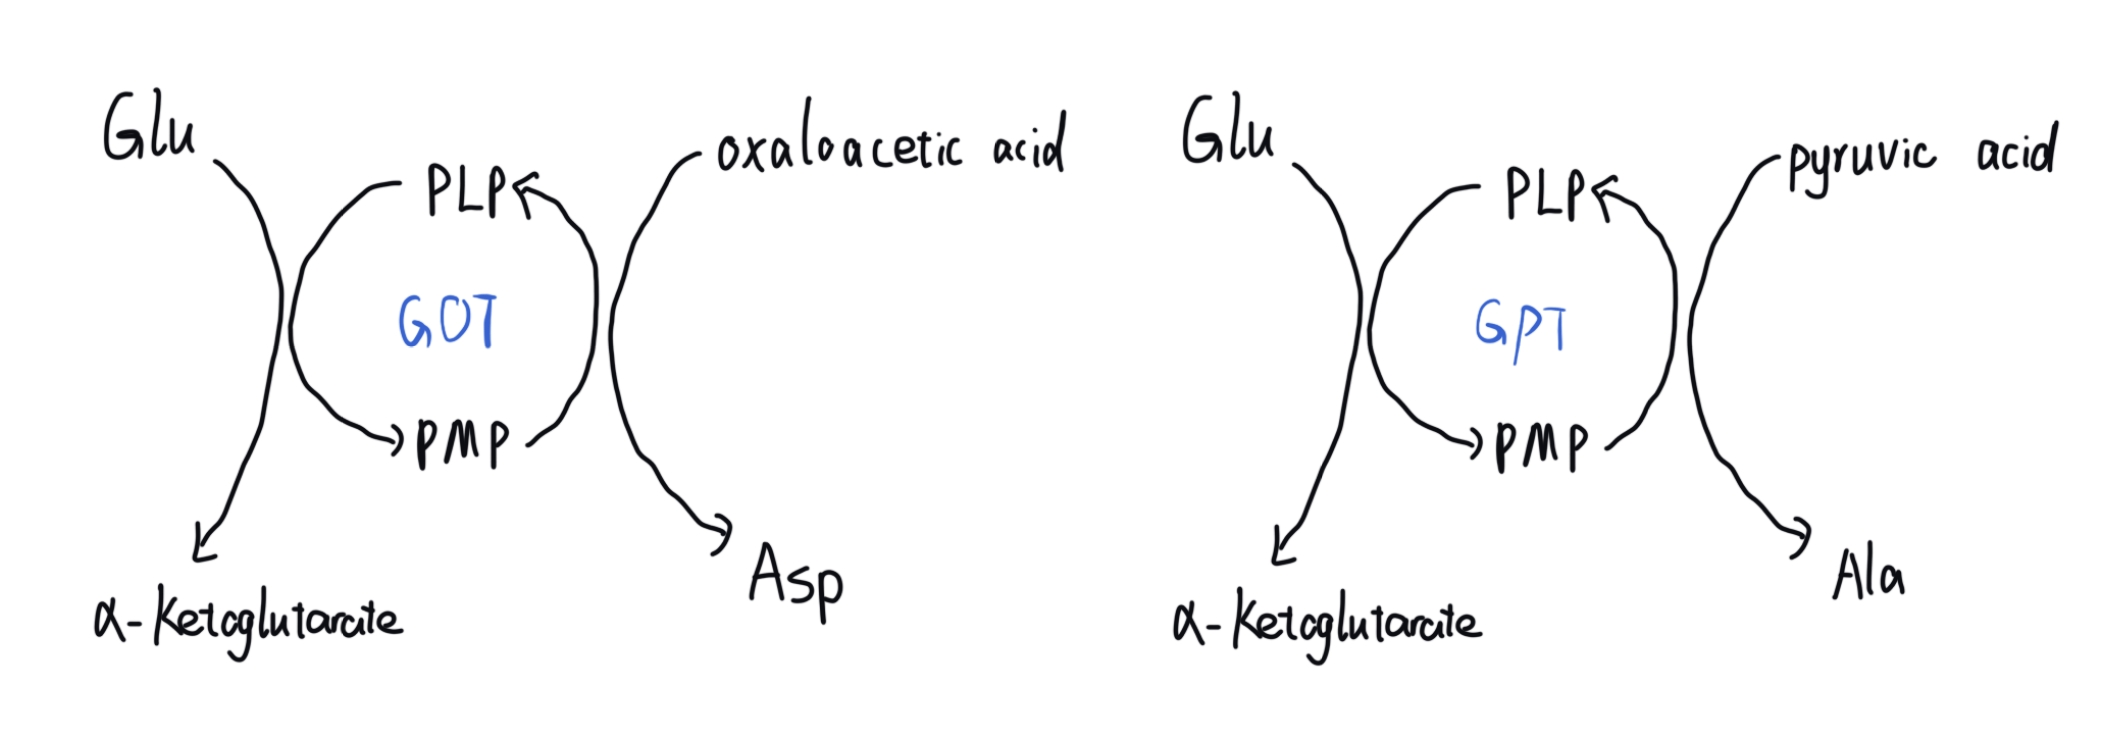 Glu
PLP
oxaloacetic acid
GOT
PMP
Asp
α-ketoglutarate
Glu
PLP
pyruvic acid
GPT
PMP
Ala
α-ketoglutarate